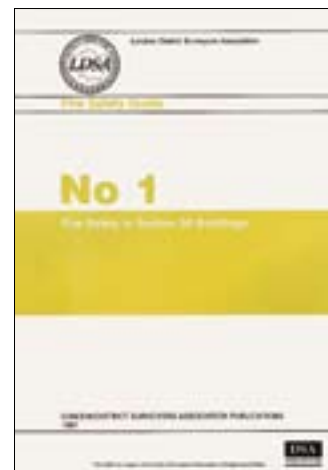 London District Surveyors Association
LDSA
Fire Safety Guide
No 1
Fire Safety in Section 20 Buildings
LONDON DISTRICT SURVEYORS ASSOCIATION PUBLICATIONS
1997